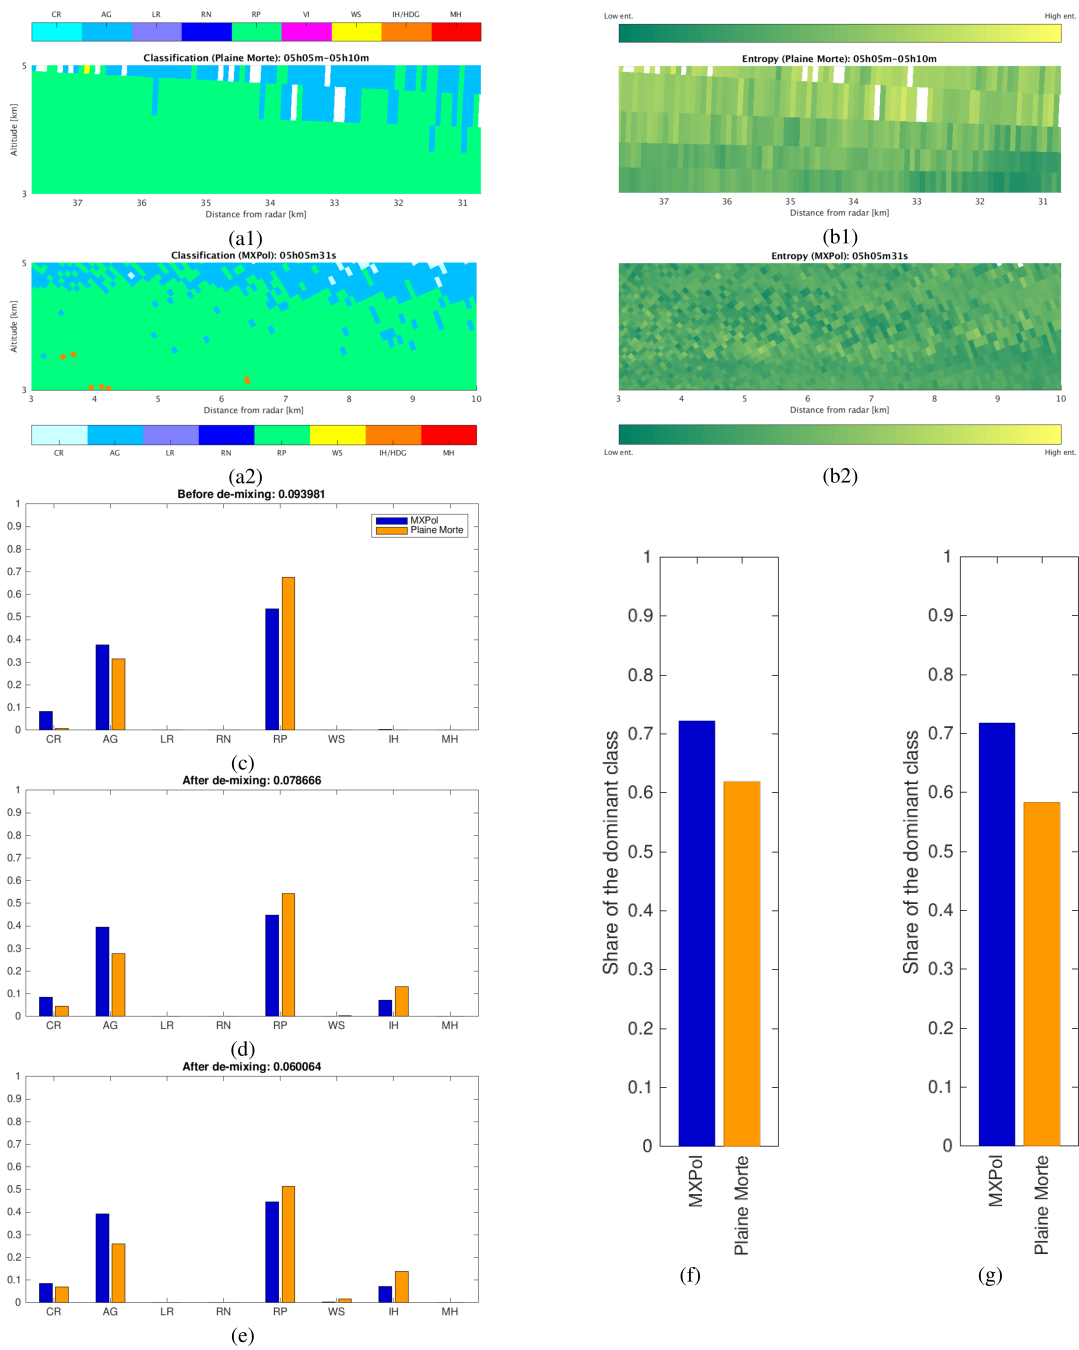 CR AG LR RN RP VI WS IH/HDG MH
Classification (Plaine Morte): 05h05m-05h10m
5
Altitude [km]
3
37 36 35 34 33 32 31
Distance from radar [km]
(a1)
Low ent. High ent.
Entropy (Plaine Morte): 05h05m-05h10m
37 36 35 34 33 32 31
Distance from radar [km]
(b1)
Classification (MXPol): 05h05m31s
5
Altitude [km]
3
3 4 5 6 7 8 9 10
Distance from radar [km]
CR AG LR RN RP WS IH/HDG MH
(a2)
Entropy (MXPol): 05h05m31s
3 4 5 6 7 8 9 10
Distance from radar [km]
Low ent. High ent.
(b2)
Before de-mixing: 0.093981
1
0.9
0.8
0.7
0.6
0.5
0.4
0.3
0.2
0.1
0
MXPol
Plaine Morte
CR AG LR RN RP WS IH MH
(c)
After de-mixing: 0.078666
1
0.9
0.8
0.7
0.6
0.5
0.4
0.3
0.2
0.1
0
CR AG LR RN RP WS IH MH
(d)
After de-mixing: 0.060064
1
0.9
0.8
0.7
0.6
0.5
0.4
0.3
0.2
0.1
0
CR AG LR RN RP WS IH MH
(e)
Share of the dominant class
1
0.9
0.8
0.7
0.6
0.5
0.4
0.3
0.2
0.1
0
MXPol
Plaine Morte
(f)
Share of the dominant class
1
0.9
0.8
0.7
0.6
0.5
0.4
0.3
0.2
0.1
0
MXPol
Plaine Morte
(g)